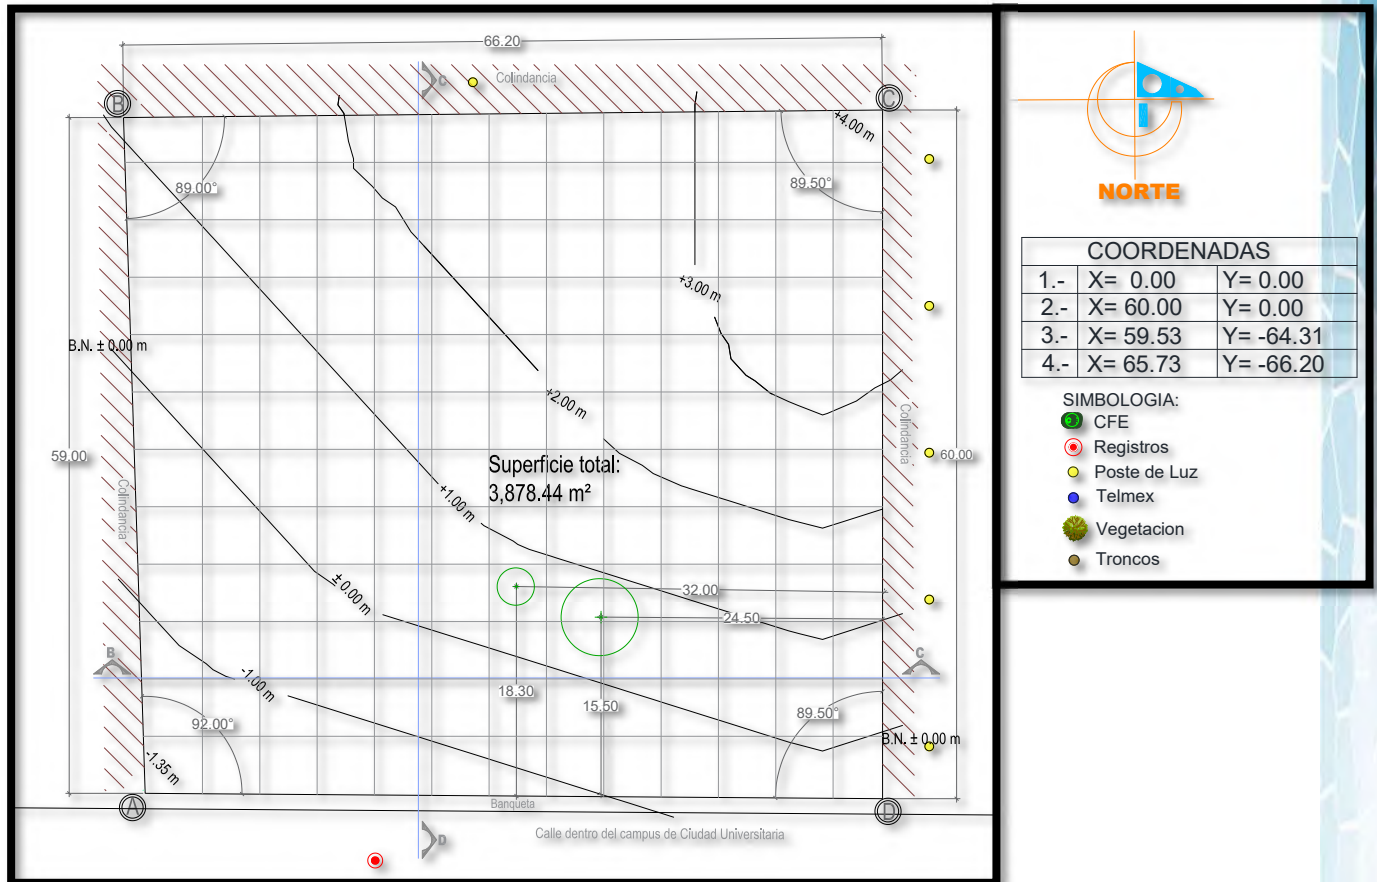 66.20
C
Colindancia
B
C
+4.00 m
89.00°
89.50°
+3.00 m
B.N. ± 0.00 m
+2.00 m
59.00
Colindancia
Superficie total:
3,878.44 m²
+1.00 m
Colindancia
60.00
± 0.00 m
32.00
24.50
B
C
-1.00 m
18.30
15.50
92.00°
89.50°
B.N. ± 0.00 m
-1.35 m
A
Banqueta
D
Calle dentro del campus de Ciudad Universitaria
D
NORTE
COORDENADAS
1.- X= 0.00 Y= 0.00
2.- X= 60.00 Y= 0.00
3.- X= 59.53 Y= -64.31
4.- X= 65.73 Y= -66.20
SIMBOLOGIA:
CFE
Registros
Poste de Luz
Telmex
Vegetacion
Troncos